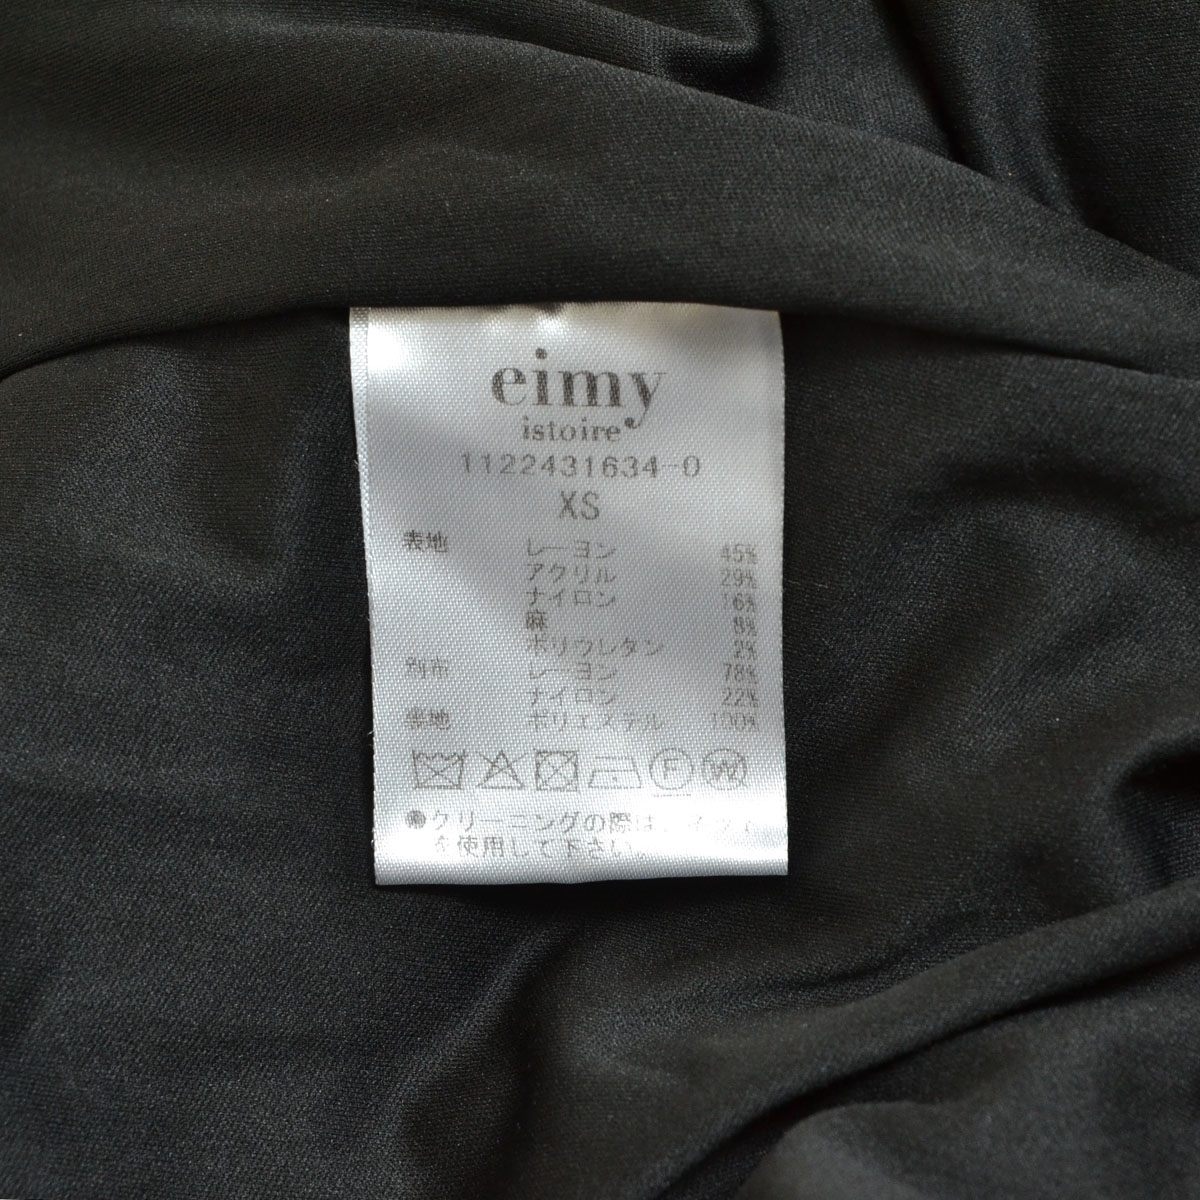 eimy
istoire
1122431634-0
XS
表地 レーヨン 45%
アクリル 29%
ナイロン 16%
麻 8%
ポリウレタン 2%
別布 レーヨン 78%
ナイロン 22%
裏地 ポリエステル 100%
F W
●クリーニングの際は、ネット
を使用して下さい。